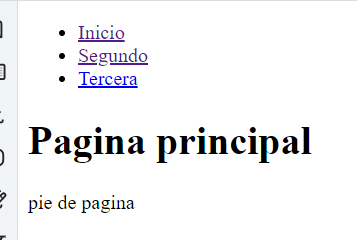 Inicio
Segundo
Tercera
Pagina principal
pie de pagina